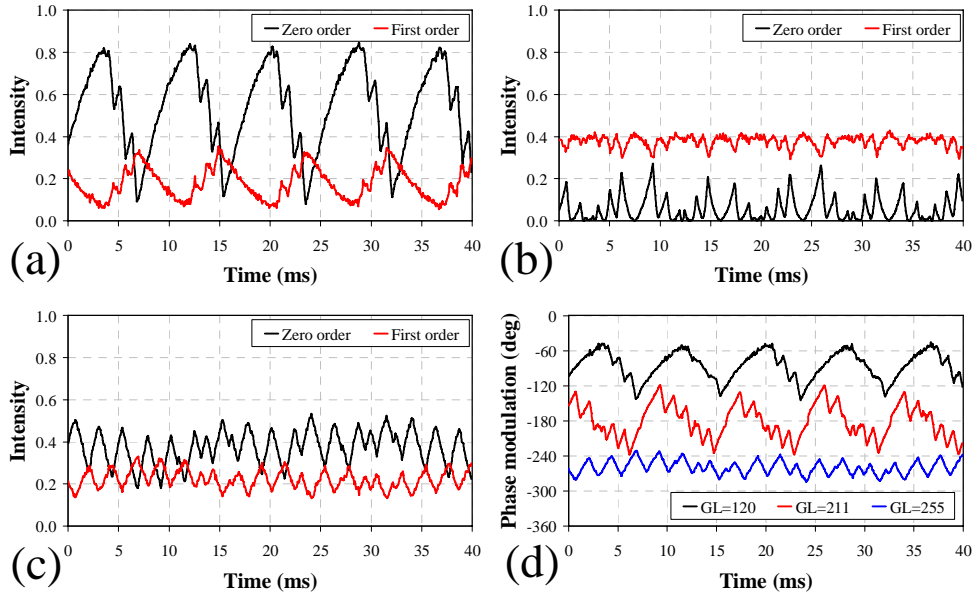 Zero order First order
Intensity
1.0
0.8
0.6
0.4
0.2
0.0
0 5 10 15 20 25 30 35 40
Time (ms)
(a)
Zero order First order
Intensity
1.0
0.8
0.6
0.4
0.2
0.0
0 5 10 15 20 25 30 35 40
Time (ms)
(b)
Zero order First order
Intensity
1.0
0.8
0.6
0.4
0.2
0.0
0 5 10 15 20 25 30 35 40
Time (ms)
(c)
Phase modulation (deg)
0
-60
-120
-180
-240
-300
-360
GL=120 GL=211 GL=255
0 5 10 15 20 25 30 35 40
Time (ms)
(d)